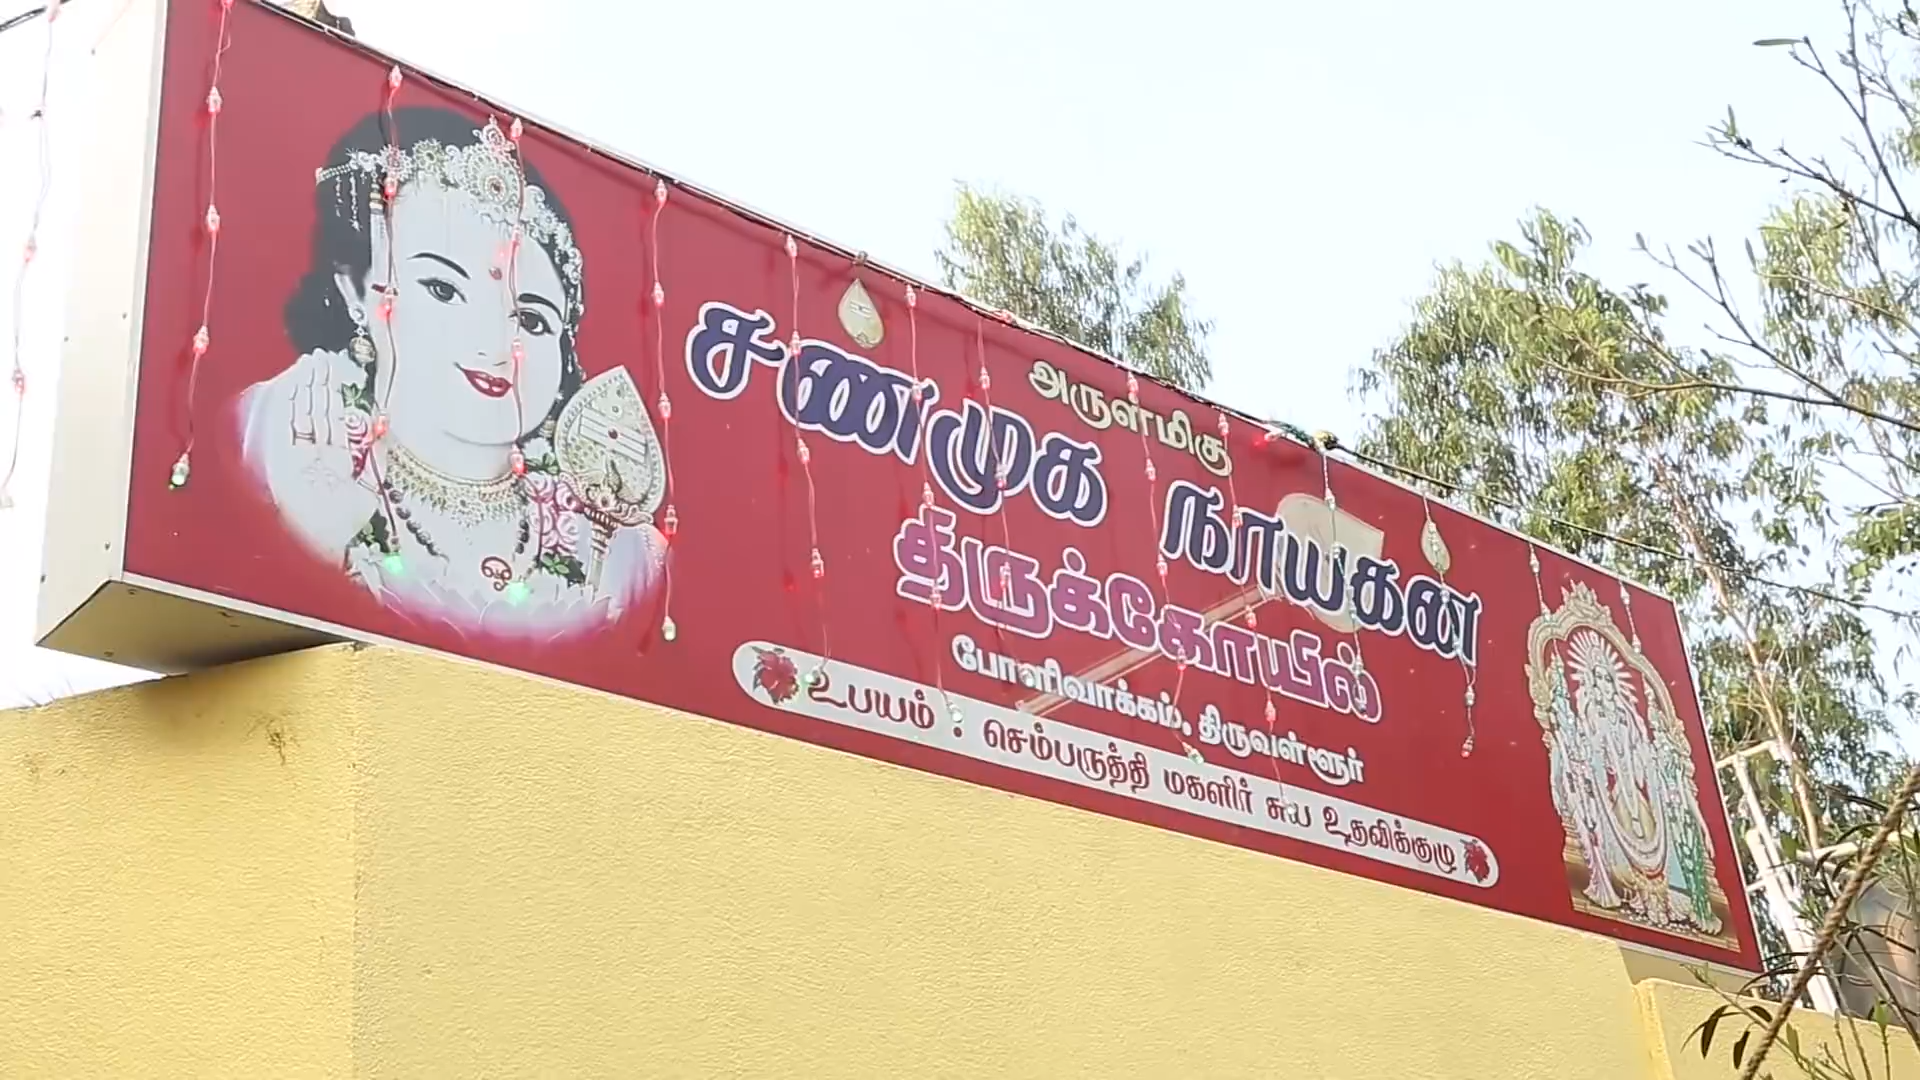 அருள்மிகு
சண்முக நாயகன்
திருக்கோயில்
போளிவாக்கம், திருவள்ளூர்
உபயம் : செம்பருத்தி மகளிர் சுய உதவிக்குழு